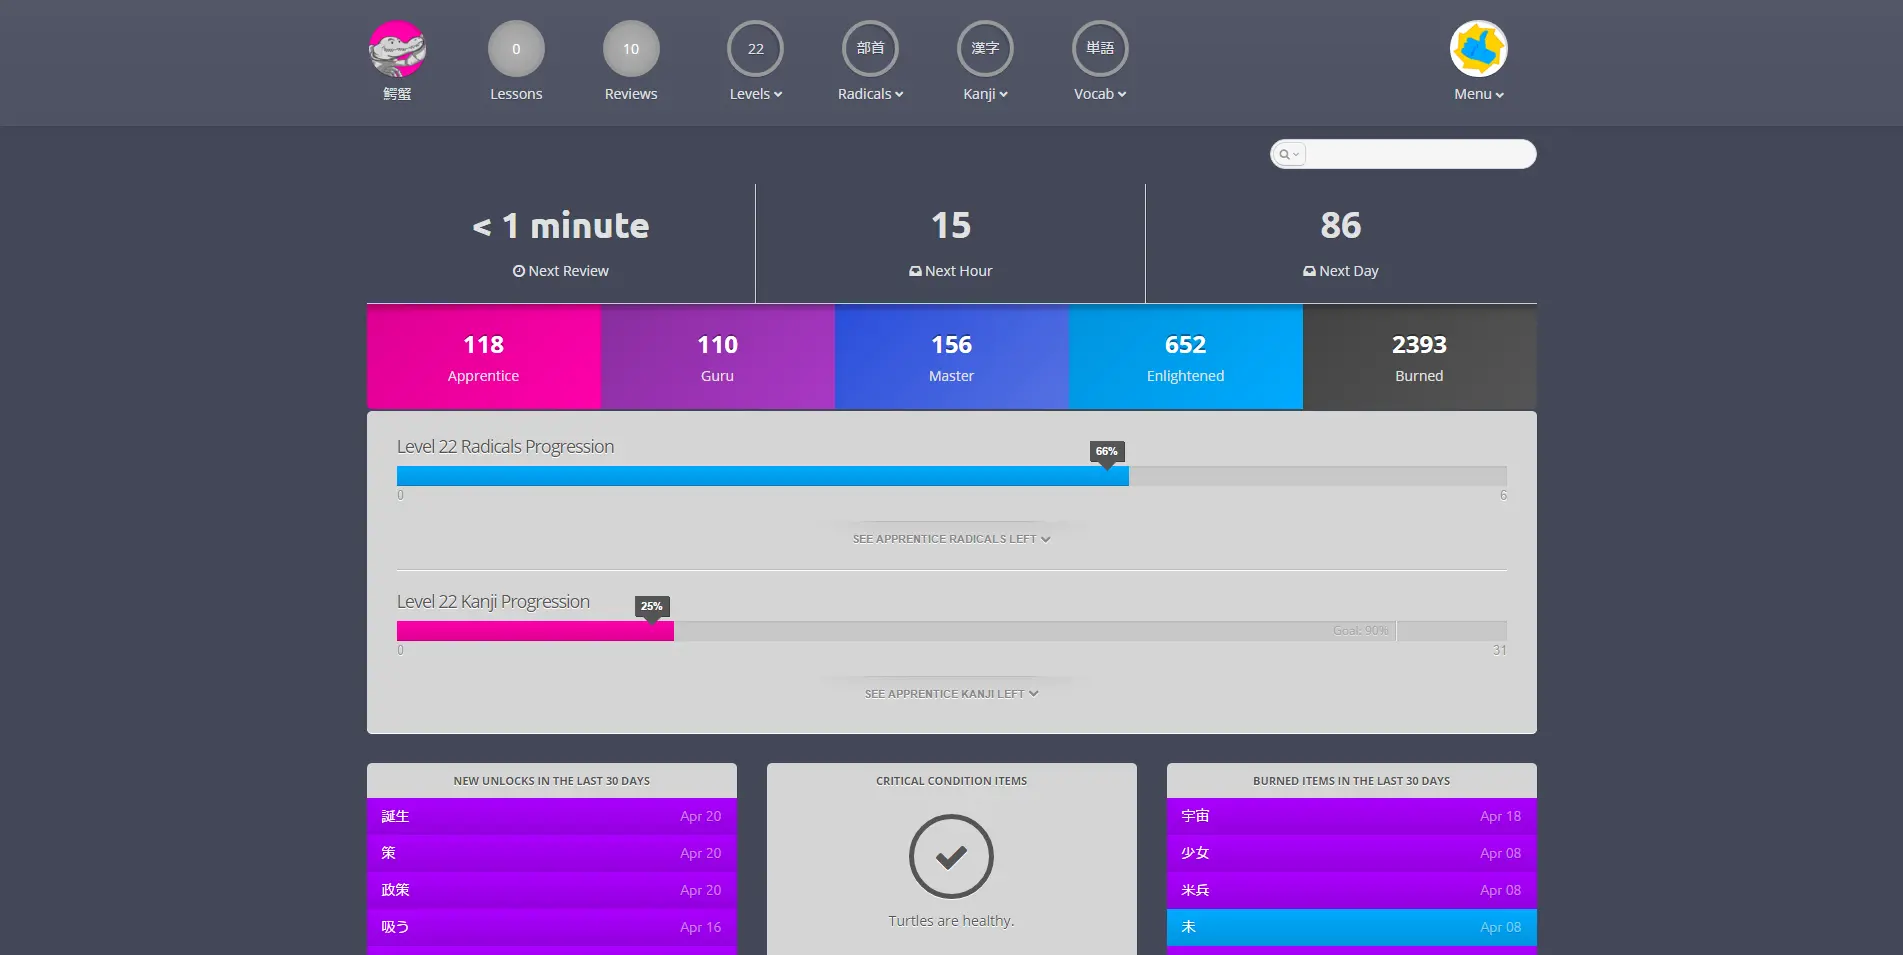 0
10
22
部首
漢字
単語
鰐蟹
Lessons
Reviews
Levels
Radicals
Kanji
Vocab
Menu
< 1 minute
Next Review
15
Next Hour
86
Next Day
118
Apprentice
110
Guru
156
Master
652
Enlightened
2393
Burned
Level 22 Radicals Progression
66%
0
6
SEE APPRENTICE RADICALS LEFT
Level 22 Kanji Progression
25%
Goal: 90%
0
31
SEE APPRENTICE KANJI LEFT
NEW UNLOCKS IN THE LAST 30 DAYS
誕生 Apr 20
策 Apr 20
政策 Apr 20
吸う Apr 16
CRITICAL CONDITION ITEMS
Turtles are healthy.
BURNED ITEMS IN THE LAST 30 DAYS
宇宙 Apr 18
少女 Apr 08
米兵 Apr 08
未 Apr 08